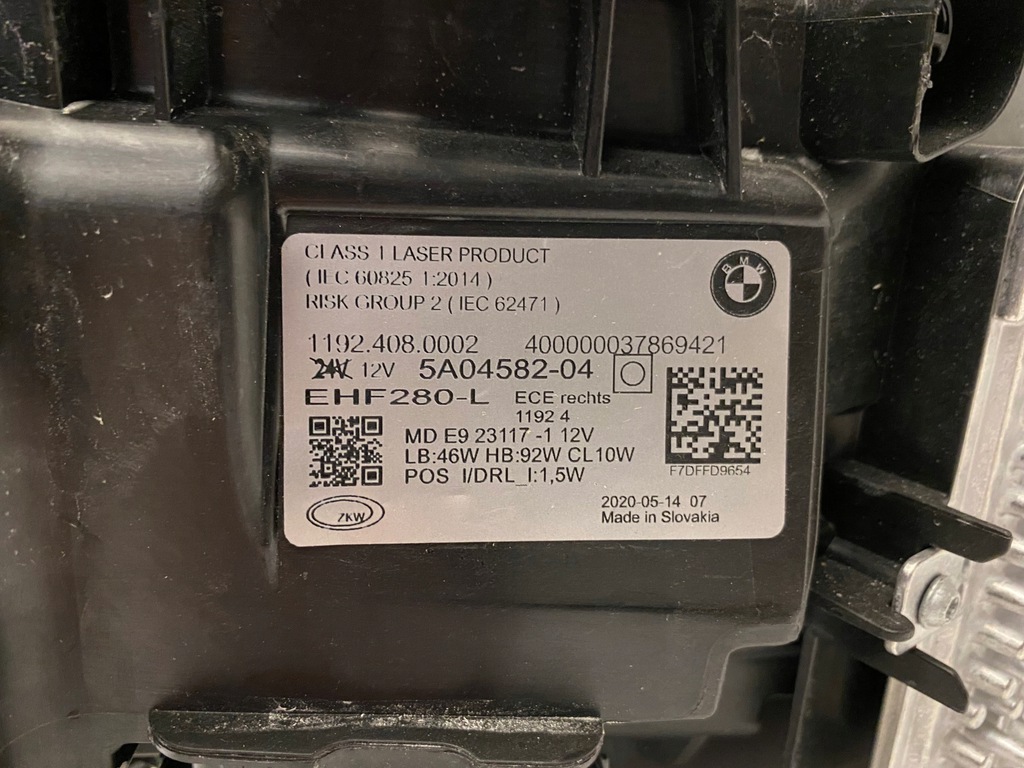 CLASS 1 LASER PRODUCT
( IEC 60825 1:2014 )
RISK GROUP 2 ( IEC 62471 )
BMW
1192.408.0002 400000037869421
24V 12V 5A04582-04
EHF280-L ECE rechts
1192 4
MD E9 23117 -1 12V
LB:46W HB:92W CL10W
POS I/DRL_I:1,5W
F7DFFD9654
ZKW
2020-05-14 07
Made in Slovakia